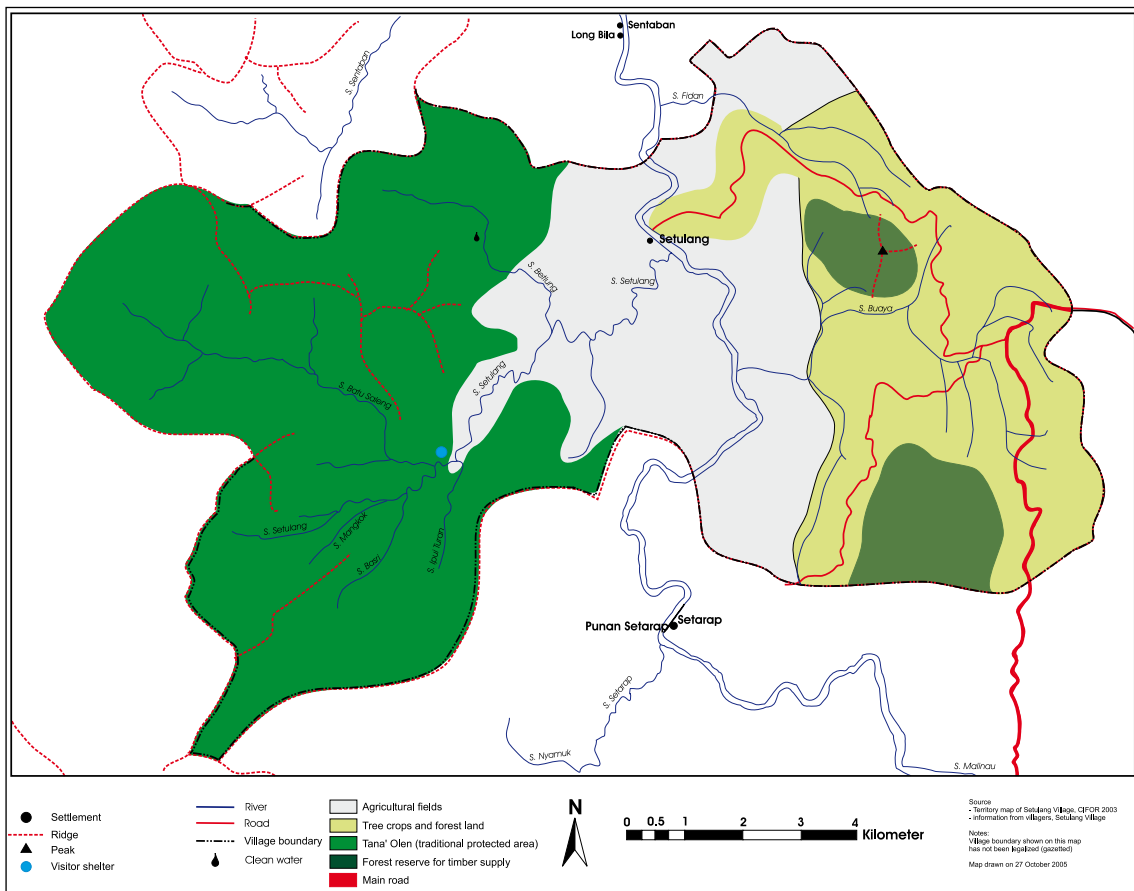 Sentaban
Long Bila
S. Sentaban
S. Fidan
Setulang
S. Betiung
S. Setulang
S. Buaya
S. Setulang
S. Batu Saleng
S. Setulang
S. Mangkak
S. Basri
S. Ipui Turan
Punan Setarap
Setarap
S. Setarap
S. Nyamuk
S. Malinau
Settlement
Ridge
Peak
Visitor shelter
River
Road
Village boundary
Clean water
Agricultural fields
Tree crops and forest land
Tana' Olen (traditional protected area)
Forest reserve for timber supply
Main road
N
0 0.5 1 2 3 4 Kilometer
Source
- Territory map of Setulang Village, CIFOR 2003
- information from villagers, Setulang Village
Notes:
Village boundary shown on this map
has not been legalized (gazetted)
Map drawn on 27 October 2005